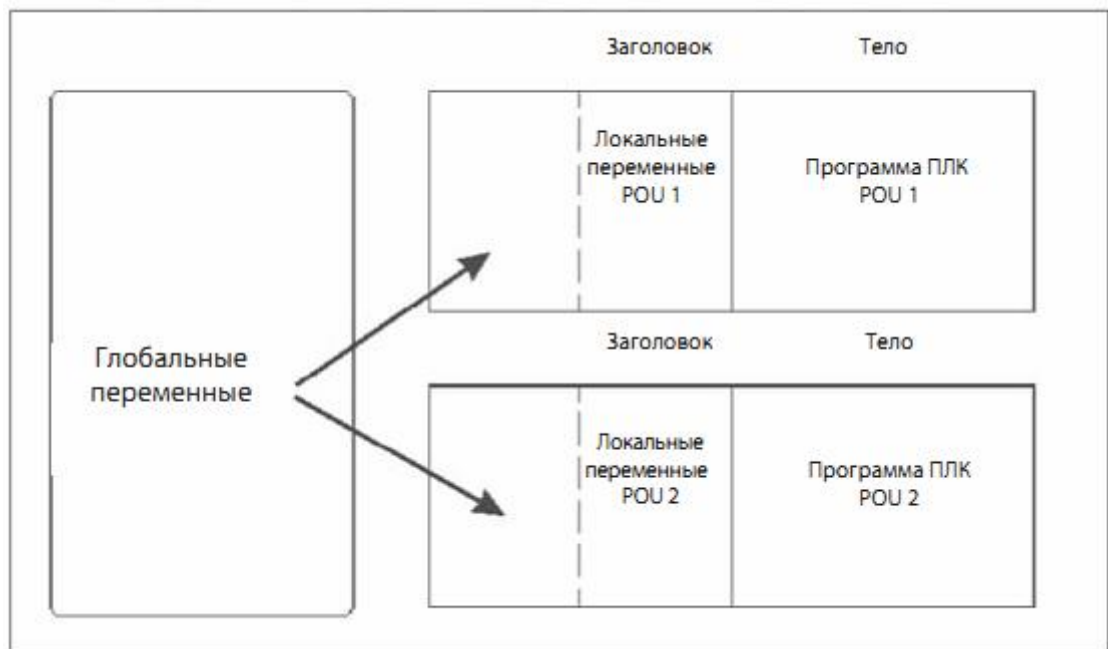 Заголовок Тело
Локальные
переменные
POU 1
Программа ПЛК
POU 1
Глобальные
переменные
Заголовок Тело
Локальные
переменные
POU 2
Программа ПЛК
POU 2